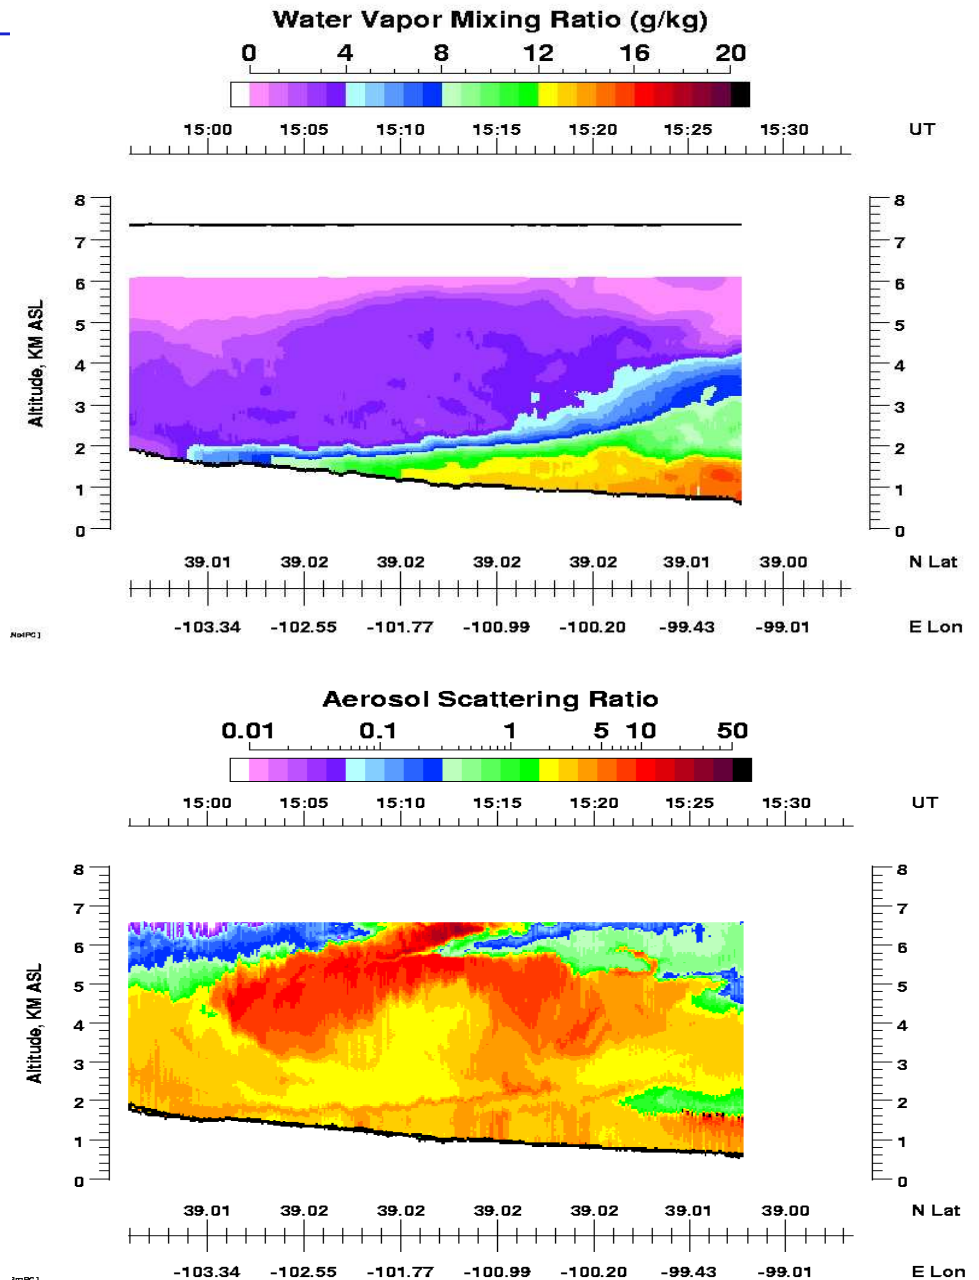 Water Vapor Mixing Ratio (g/kg)
0 4 8 12 16 20
15:00 15:05 15:10 15:15 15:20 15:25 15:30 UT
8 8
7 7
6 6
5 5
4 4
3 3
2 2
1 1
0 0
Altitude, KM ASL
39.01 39.02 39.02 39.02 39.02 39.01 39.00 N Lat
-103.34 -102.55 -101.77 -100.99 -100.20 -99.43 -99.01 E Lon
Aerosol Scattering Ratio
0.01 0.1 1 5 10 50
15:00 15:05 15:10 15:15 15:20 15:25 15:30 UT
8 8
7 7
6 6
5 5
4 4
3 3
2 2
1 1
0 0
Altitude, KM ASL
39.01 39.02 39.02 39.02 39.02 39.01 39.00 N Lat
-103.34 -102.55 -101.77 -100.99 -100.20 -99.43 -99.01 E Lon